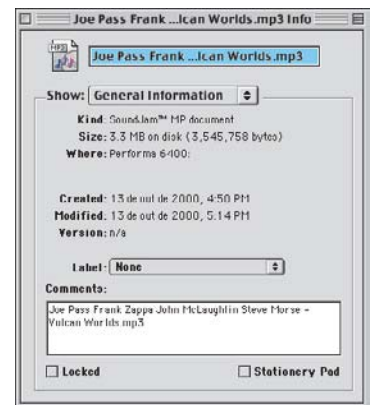 Joe Pass Frank ...lcan Worlds.mp3 Info
MP3
Joe Pass Frank ...lcan Worlds.mp3
Show: General Information
Kind: SoundJam™ MP document
Size: 3.3 MB on disk (3,545,758 bytes)
Where: Performa 6400:
Created: 13 de out de 2000, 4:50 PM
Modified: 13 de out de 2000, 5:14 PM
Version: n/a
Label: None
Comments:
Joe Pass Frank Zappa John McLaughlin Steve Morse -
Vulcan Worlds.mp3
Locked
Stationery Pad